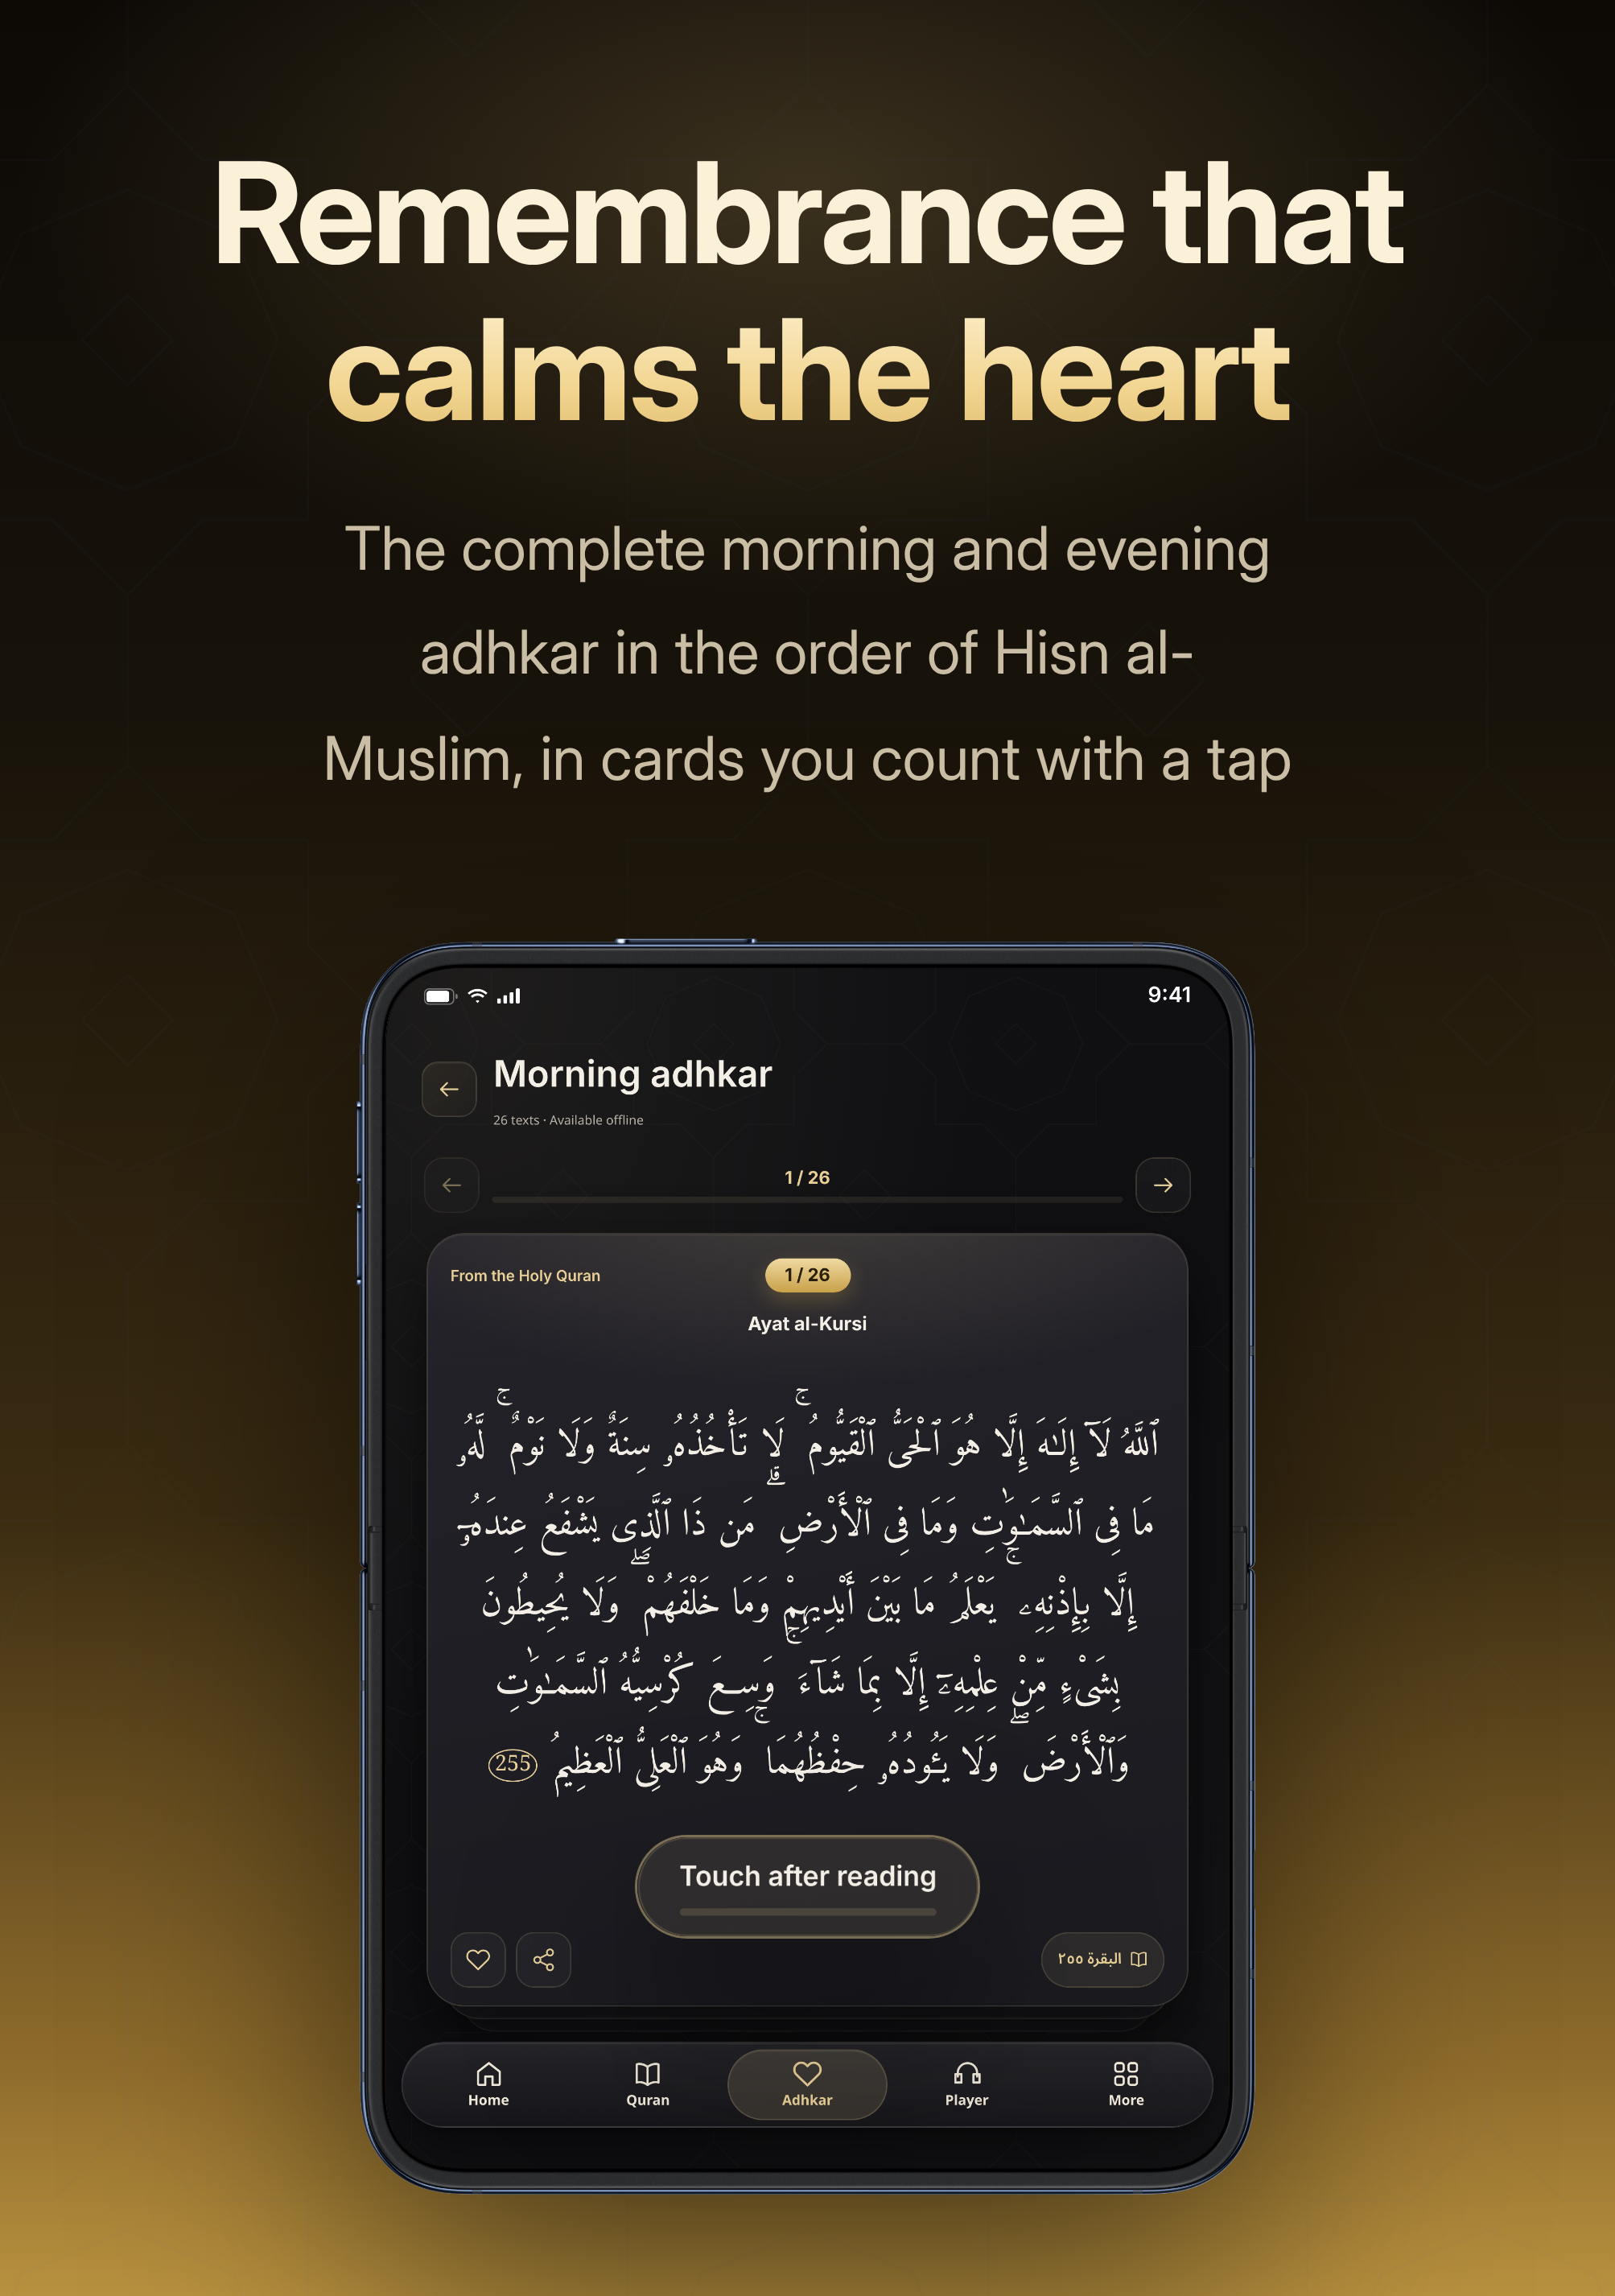 Remembrance that
calms the heart
The complete morning and evening
adhkar in the order of Hisn al-
Muslim, in cards you count with a tap
9:41
Morning adhkar
26 texts · Available offline
1 / 26
From the Holy Quran
1 / 26
Ayat al-Kursi
ٱللَّهُ لَآ إِلَـٰهَ إِلَّا هُوَ ٱلْحَىُّ ٱلْقَيُّومُ ۚ لَا تَأْخُذُهُۥ سِنَةٌ وَلَا نَوْمٌ ۚ لَّهُۥ
مَا فِى ٱلسَّمَـٰوَٰتِ وَمَا فِى ٱلْأَرْضِ ۗ مَن ذَا ٱلَّذِى يَشْفَعُ عِندَهُۥٓ
إِلَّا بِإِذْنِهِۦ ۚ يَعْلَمُ مَا بَيْنَ أَيْدِيهِمْ وَمَا خَلْفَهُمْ ۖ وَلَا يُحِيطُونَ
بِشَىْءٍ مِّنْ عِلْمِهِۦٓ إِلَّا بِمَا شَآءَ ۚ وَسِعَ كُرْسِيُّهُ ٱلسَّمَـٰوَٰتِ
وَٱلْأَرْضَ ۖ وَلَا يَـُٔودُهُۥ حِفْظُهُمَا ۚ وَهُوَ ٱلْعَلِىُّ ٱلْعَظِيمُ 255
Touch after reading
البقرة ٢٥٥
Home
Quran
Adhkar
Player
More